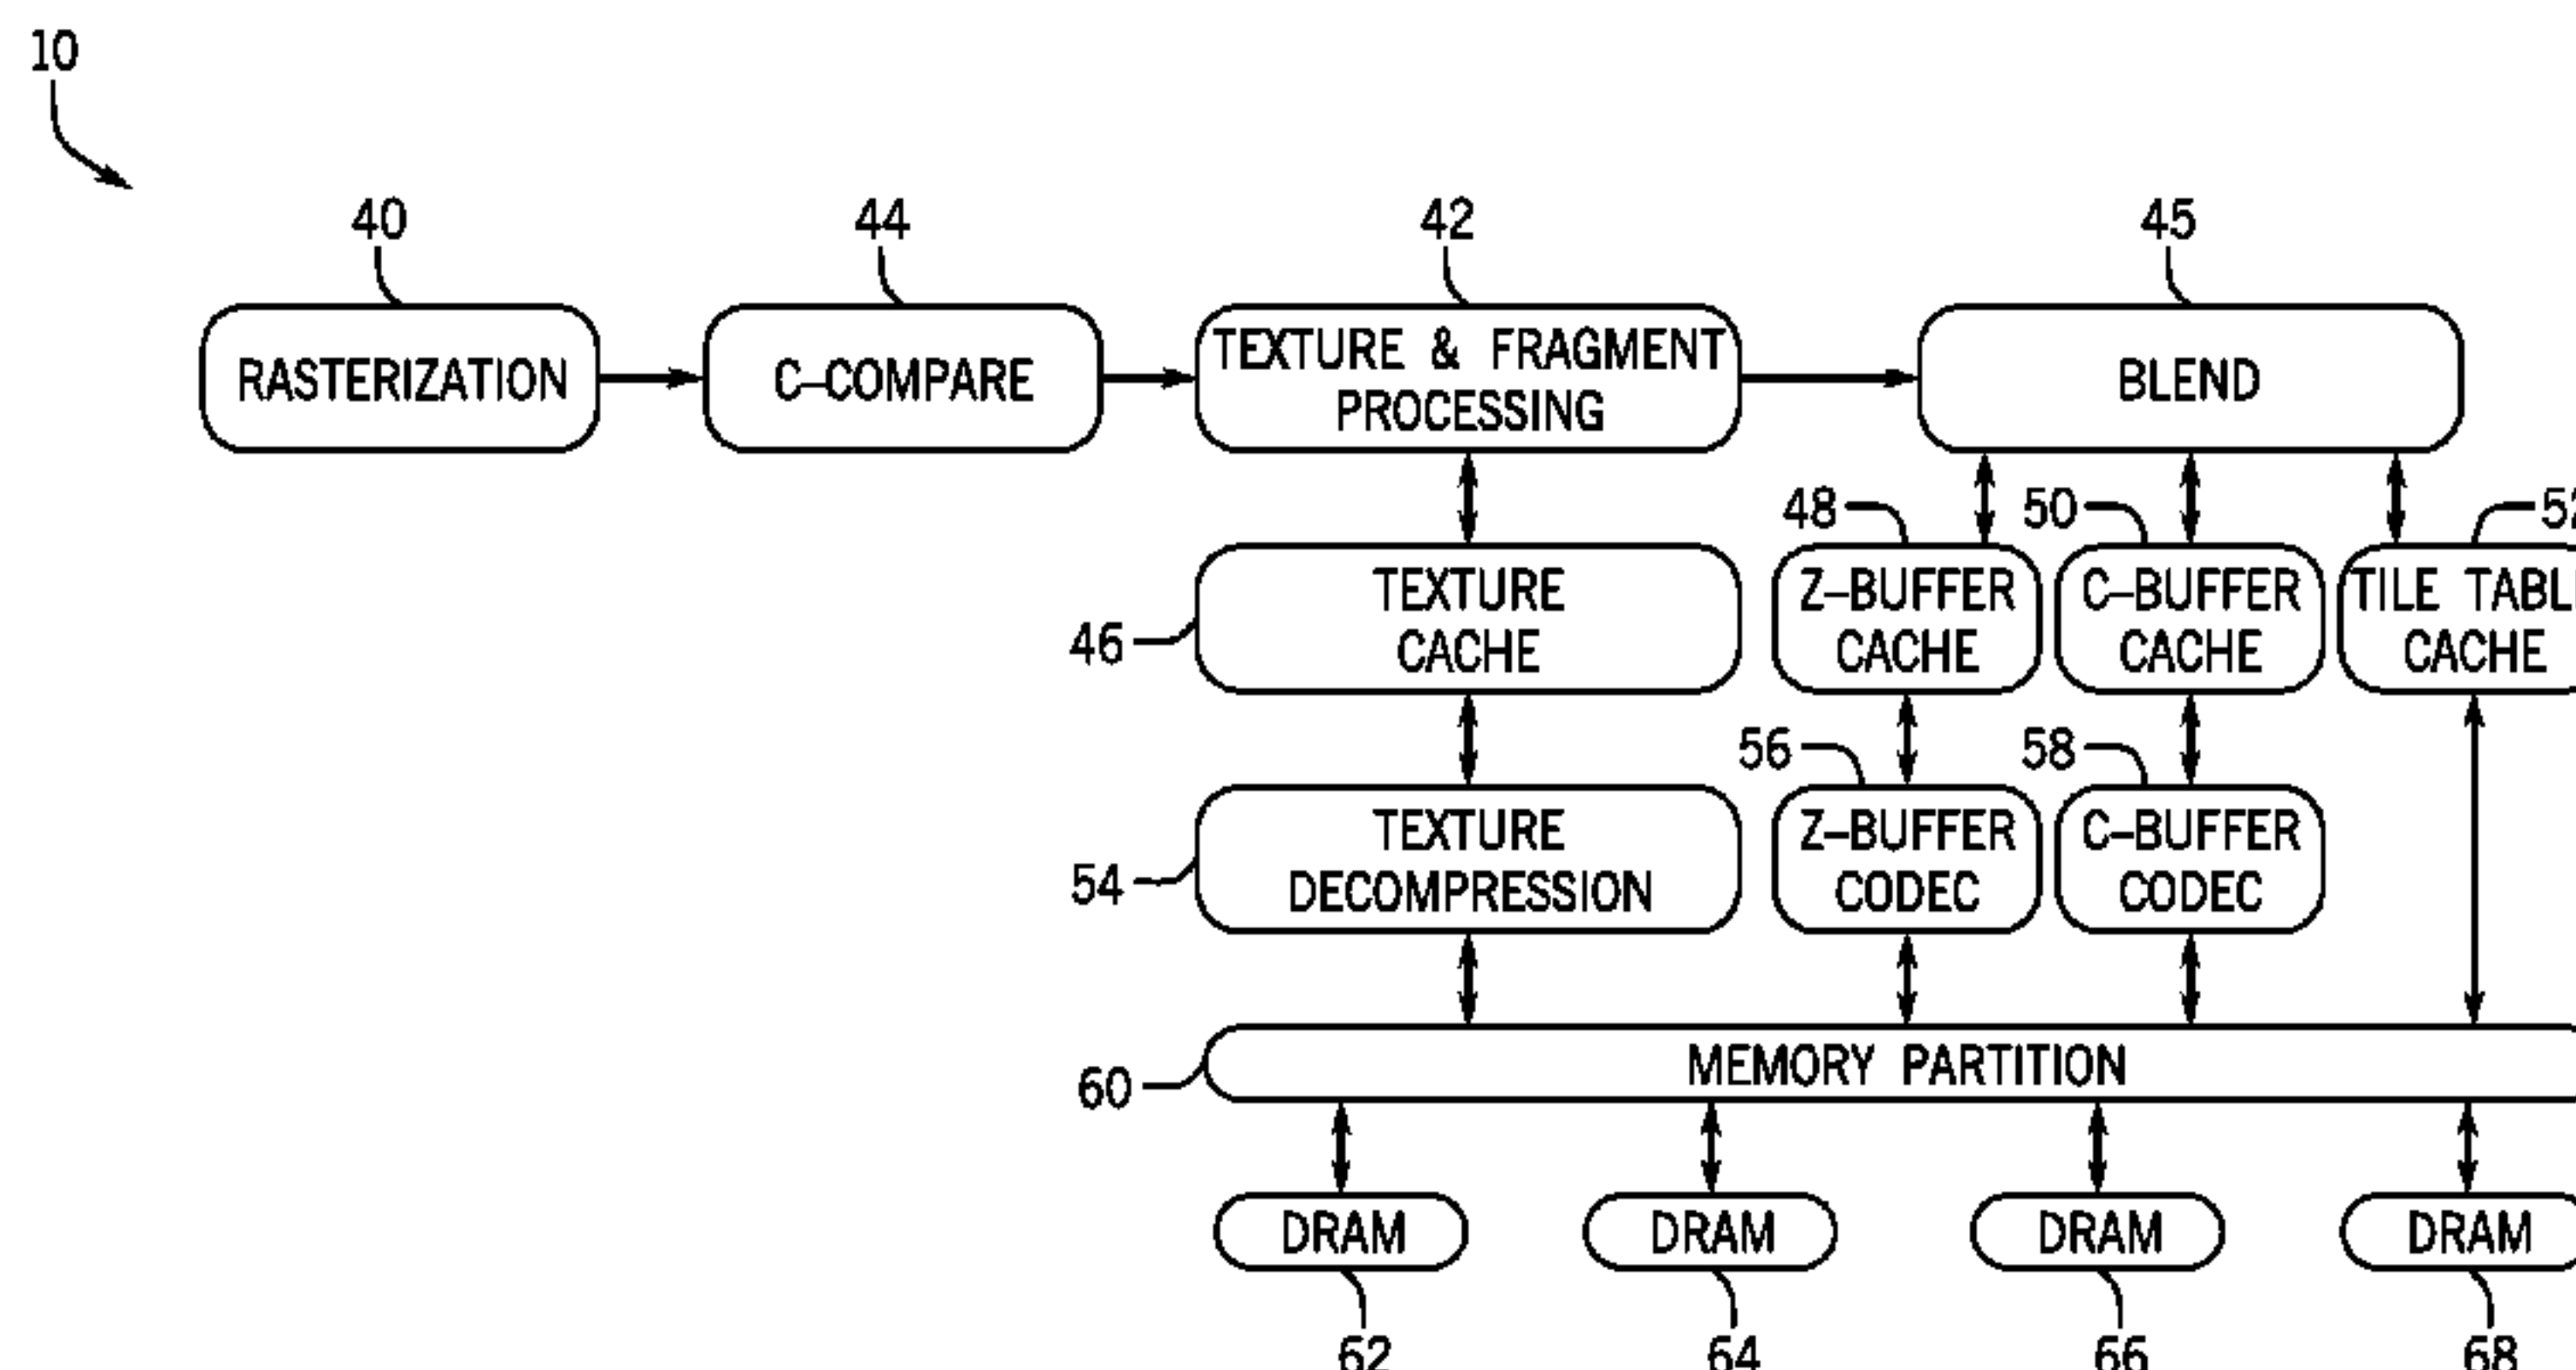 10
40
44
42
45
RASTERIZATION
C-COMPARE
TEXTURE & FRAGMENT
PROCESSING
BLEND
48
50
46
TEXTURE
CACHE
Z-BUFFER
CACHE
C-BUFFER
CACHE
TILE
CACHE
56
58
54
TEXTURE
DECOMPRESSION
Z-BUFFER
CODEC
C-BUFFER
CODEC
60
MEMORY PARTITION
DRAM
DRAM
DRAM
DRAM
62
64
66
68